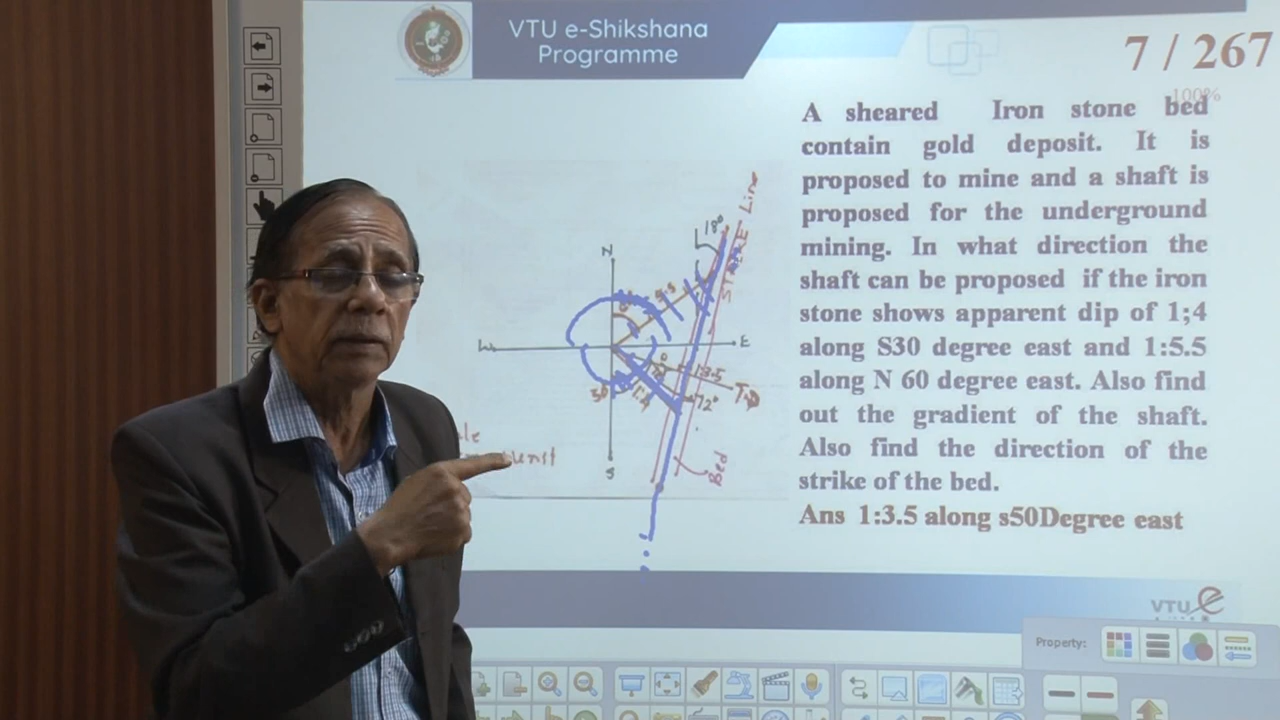 VTU e-Shikshana
Programme
7 / 267
100%
A sheared Iron stone bed
contain gold deposit. It is
proposed to mine and a shaft is
proposed for the underground
mining. In what direction the
shaft can be proposed if the iron
stone shows apparent dip of 1;4
along S30 degree east and 1:5.5
along N 60 degree east. Also find
out the gradient of the shaft.
Also find the direction of the
strike of the bed.
Ans 1:3.5 along s50Degree east
N
18°
Line
W
E
1:3.5
72°
1:4
S
Bed
VTU e
Property: